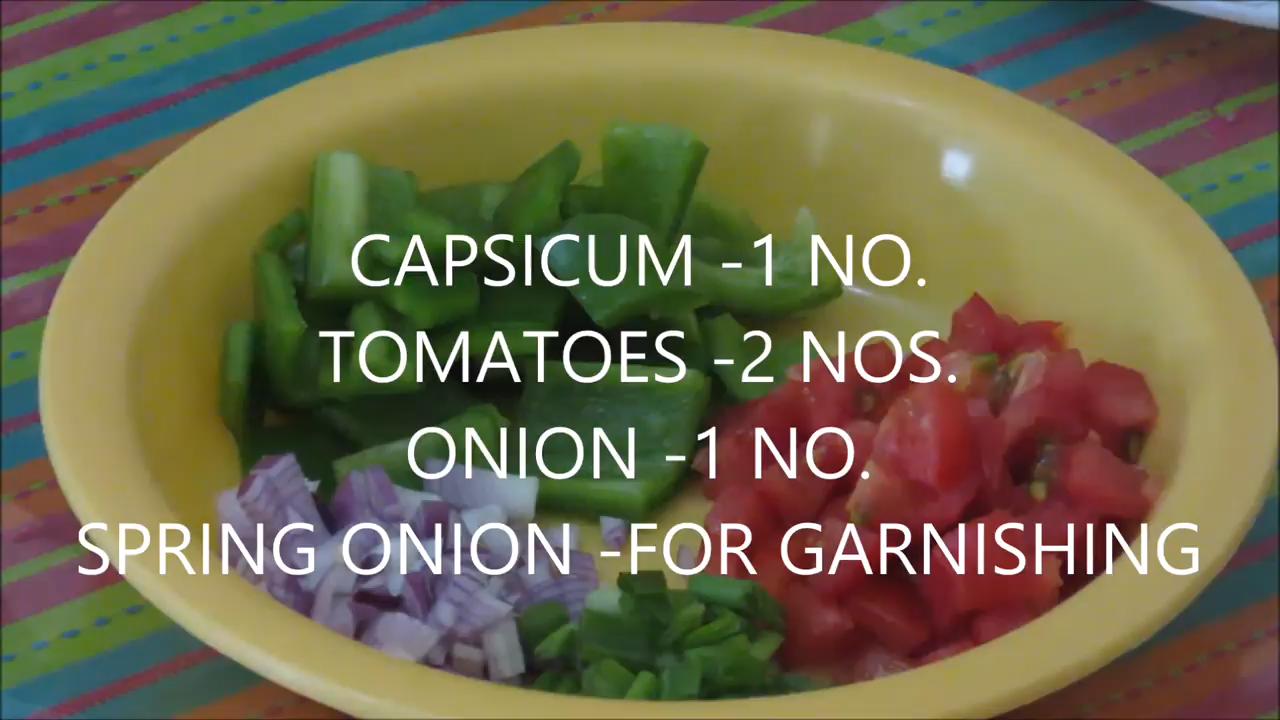 CAPSICUM -1 NO.
TOMATOES -2 NOS.
ONION -1 NO.
SPRING ONION -FOR GARNISHING